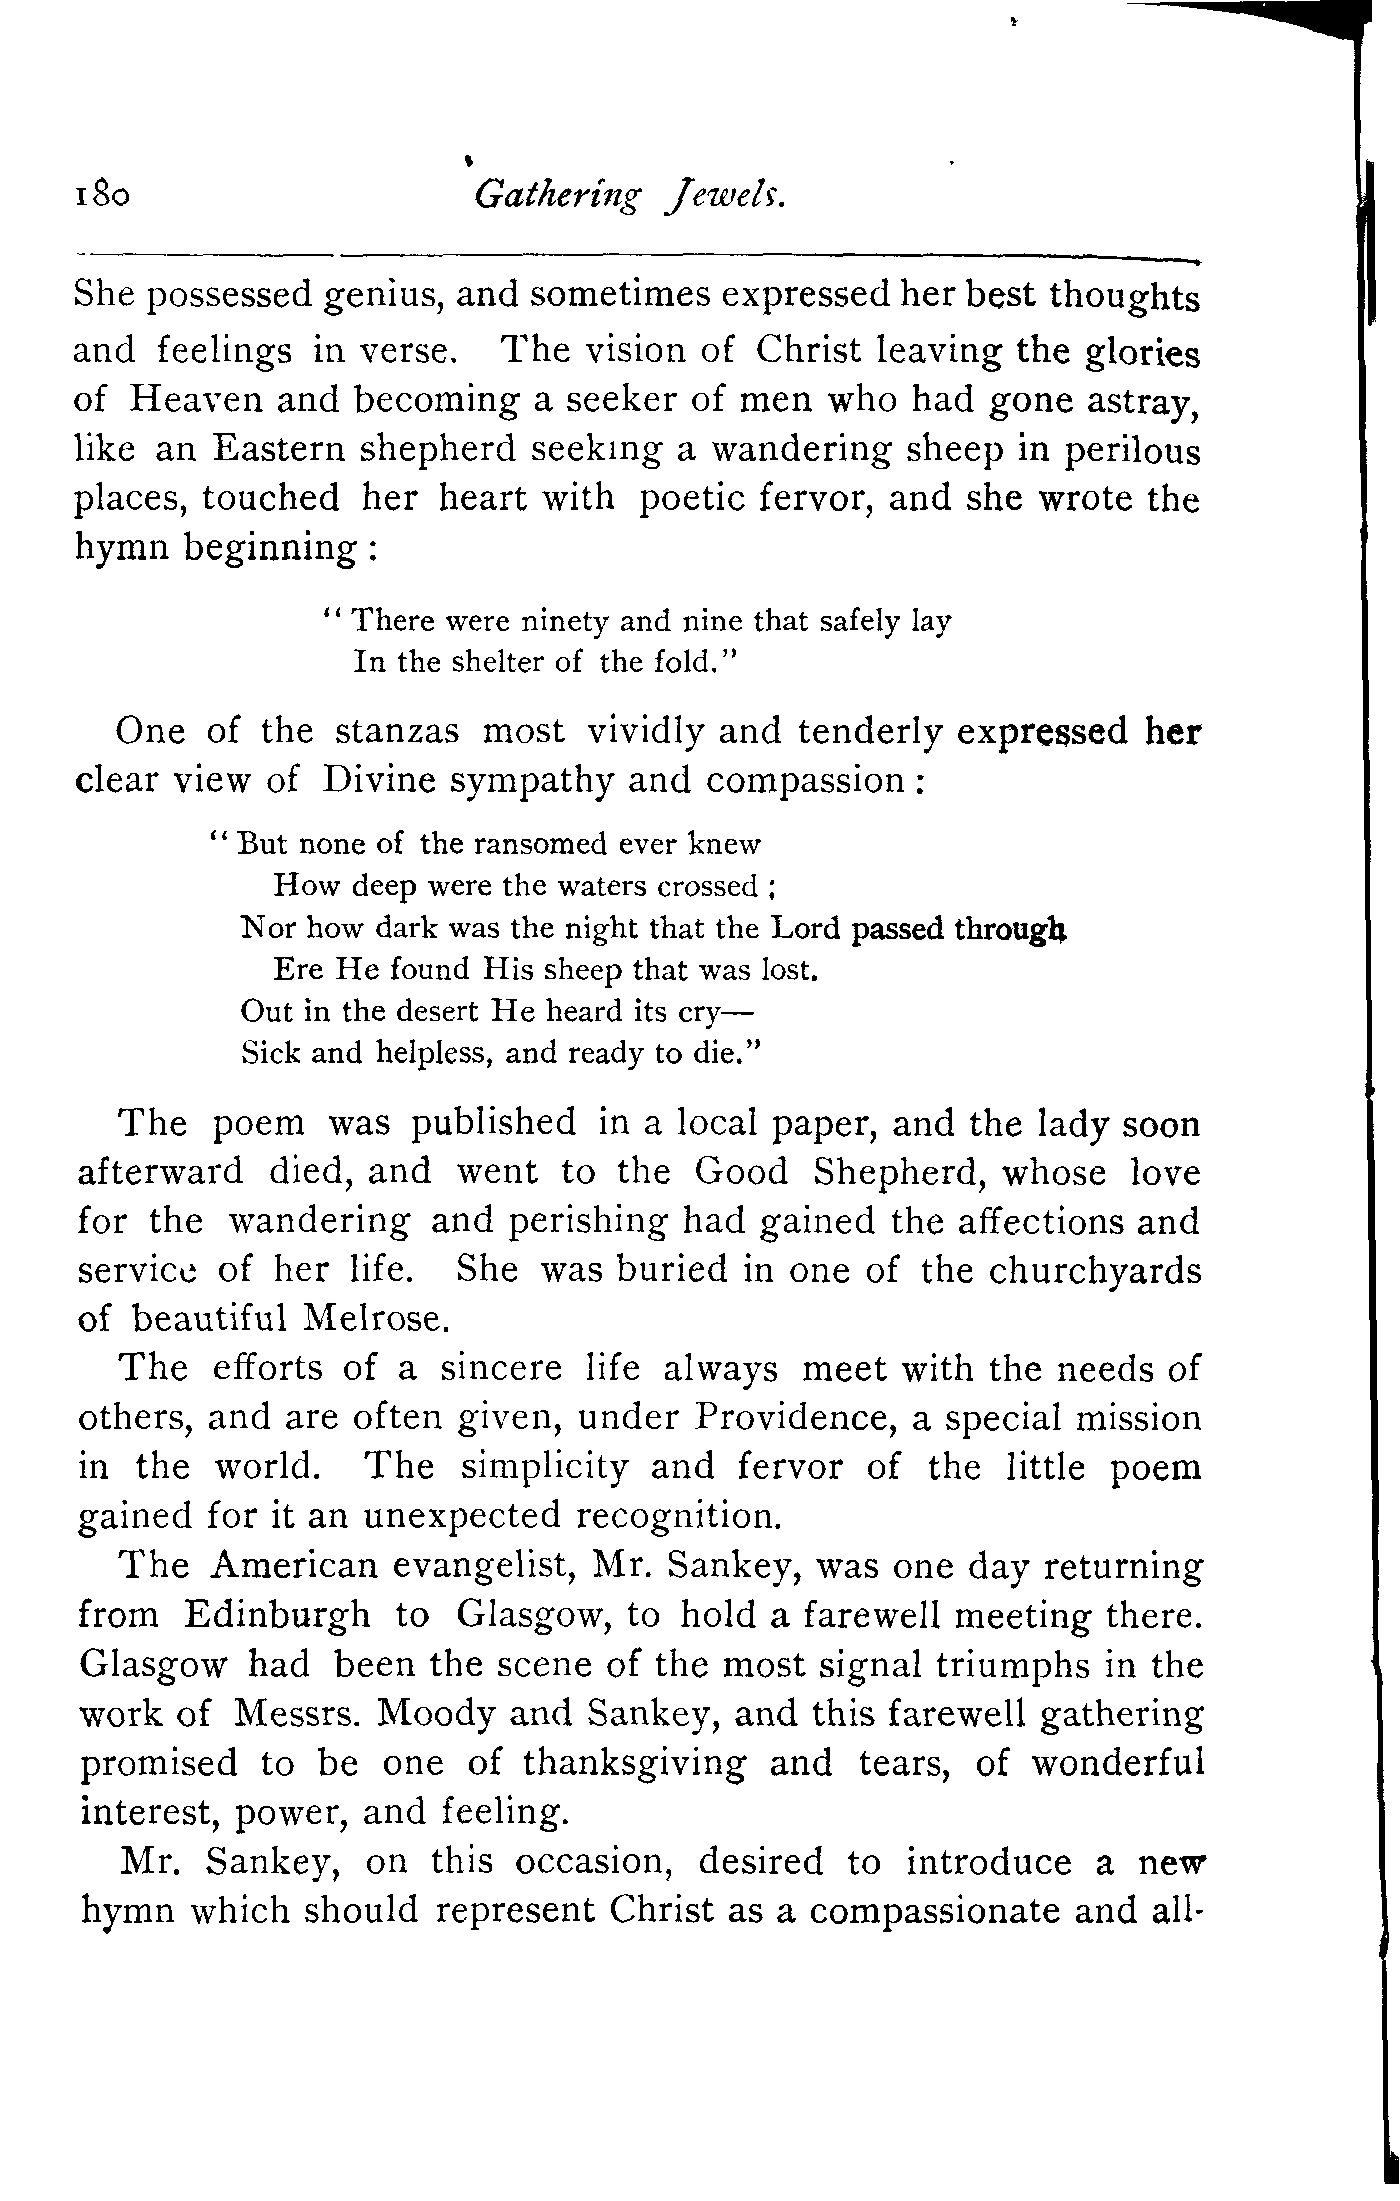 180 Gathering Jewels.
She possessed genius, and sometimes expressed her best thoughts
and feelings in verse. The vision of Christ leaving the glories
of Heaven and becoming a seeker of men who had gone astray,
like an Eastern shepherd seeking a wandering sheep in perilous
places, touched her heart with poetic fervor, and she wrote the
hymn beginning :
“ There were ninety and nine that safely lay
In the shelter of the fold.”
One of the stanzas most vividly and tenderly expressed her
clear view of Divine sympathy and compassion :
“ But none of the ransomed ever knew
How deep were the waters crossed ;
Nor how dark was the night that the Lord passed through
Ere He found His sheep that was lost.
Out in the desert He heard its cry—
Sick and helpless, and ready to die.”
The poem was published in a local paper, and the lady soon
afterward died, and went to the Good Shepherd, whose love
for the wandering and perishing had gained the affections and
service of her life. She was buried in one of the churchyards
of beautiful Melrose.
The efforts of a sincere life always meet with the needs of
others, and are often given, under Providence, a special mission
in the world. The simplicity and fervor of the little poem
gained for it an unexpected recognition.
The American evangelist, Mr. Sankey, was one day returning
from Edinburgh to Glasgow, to hold a farewell meeting there.
Glasgow had been the scene of the most signal triumphs in the
work of Messrs. Moody and Sankey, and this farewell gathering
promised to be one of thanksgiving and tears, of wonderful
interest, power, and feeling.
Mr. Sankey, on this occasion, desired to introduce a new
hymn which should represent Christ as a compassionate and all-